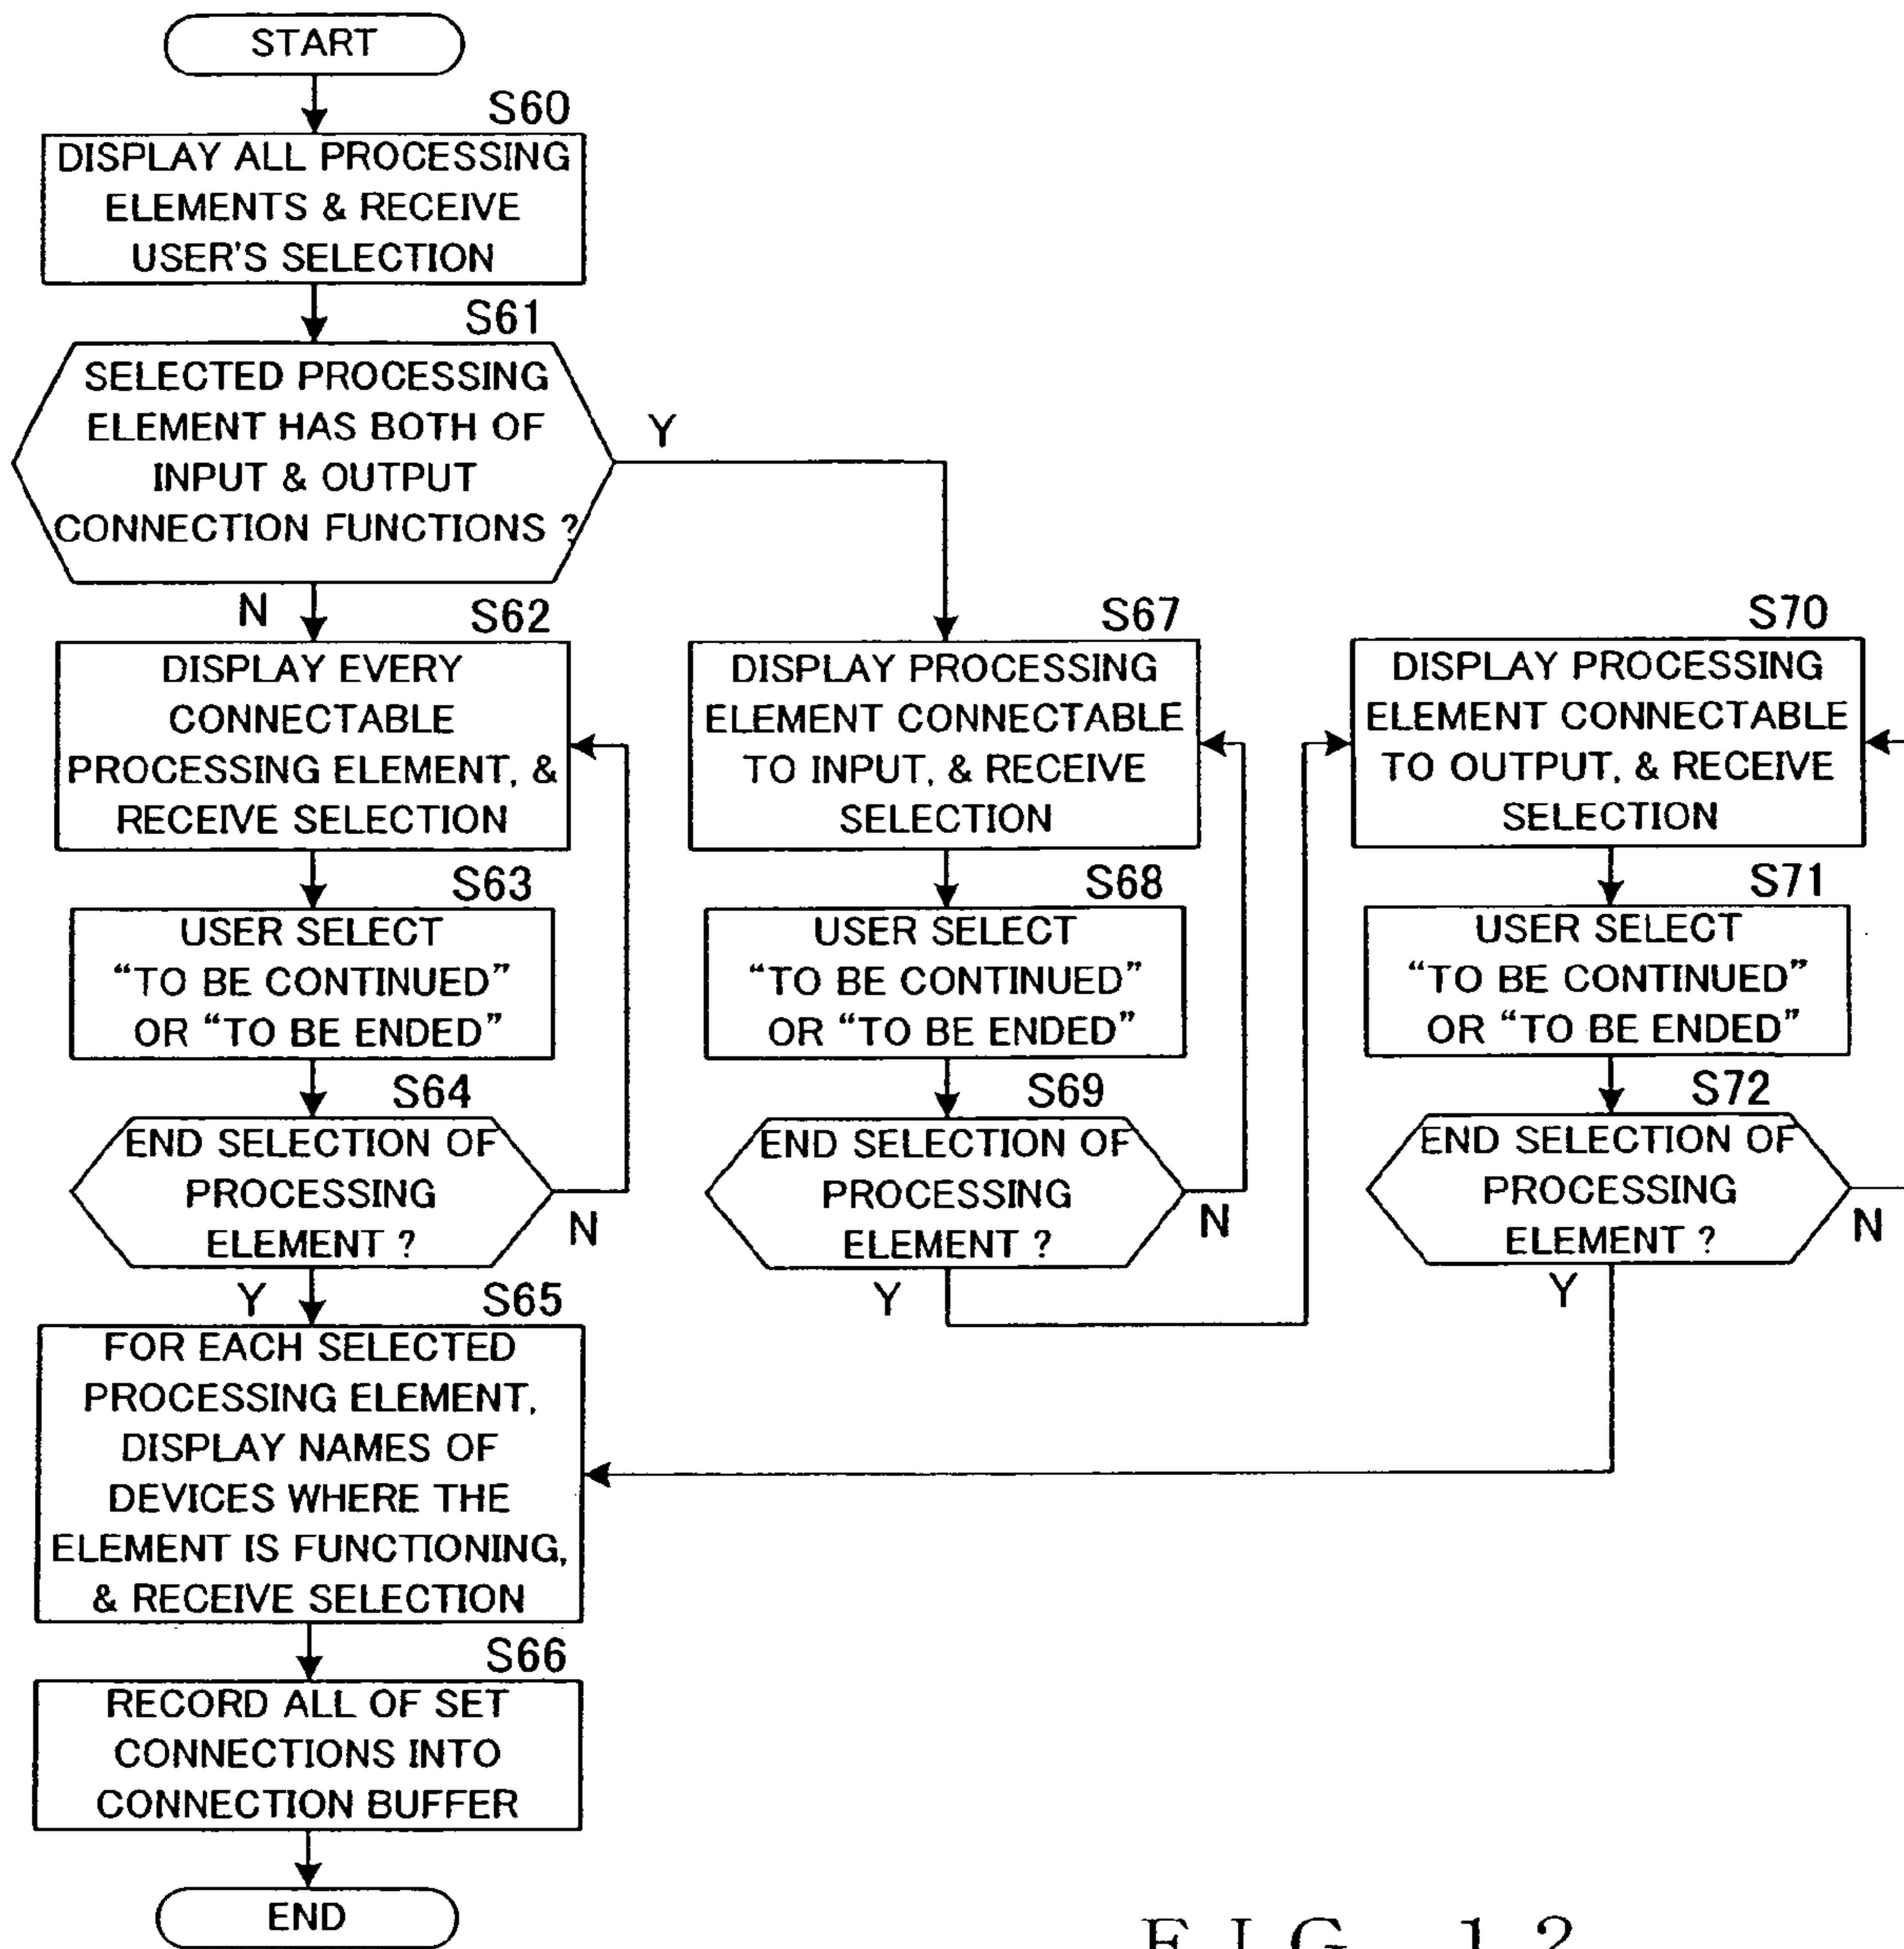 START
S60
DISPLAY ALL PROCESSING
ELEMENTS & RECEIVE
USER'S SELECTION
S61
SELECTED PROCESSING
ELEMENT HAS BOTH OF
INPUT & OUTPUT
CONNECTION FUNCTIONS ?
Y
N
S62
DISPLAY EVERY
CONNECTABLE
PROCESSING ELEMENT, &
RECEIVE SELECTION
S63
USER SELECT
“TO BE CONTINUED”
OR “TO BE ENDED”
S64
END SELECTION OF
PROCESSING
ELEMENT ?
N
Y
S65
FOR EACH SELECTED
PROCESSING ELEMENT,
DISPLAY NAMES OF
DEVICES WHERE THE
ELEMENT IS FUNCTIONING,
& RECEIVE SELECTION
S66
RECORD ALL OF SET
CONNECTIONS INTO
CONNECTION BUFFER
END
S67
DISPLAY PROCESSING
ELEMENT CONNECTABLE
TO INPUT, & RECEIVE
SELECTION
S68
USER SELECT
“TO BE CONTINUED”
OR “TO BE ENDED”
S69
END SELECTION OF
PROCESSING
ELEMENT ?
N
Y
S70
DISPLAY PROCESSING
ELEMENT CONNECTABLE
TO OUTPUT, & RECEIVE
SELECTION
S71
USER SELECT
“TO BE CONTINUED”
OR “TO BE ENDED”
S72
END SELECTION OF
PROCESSING
ELEMENT ?
N
Y
FIG. 12